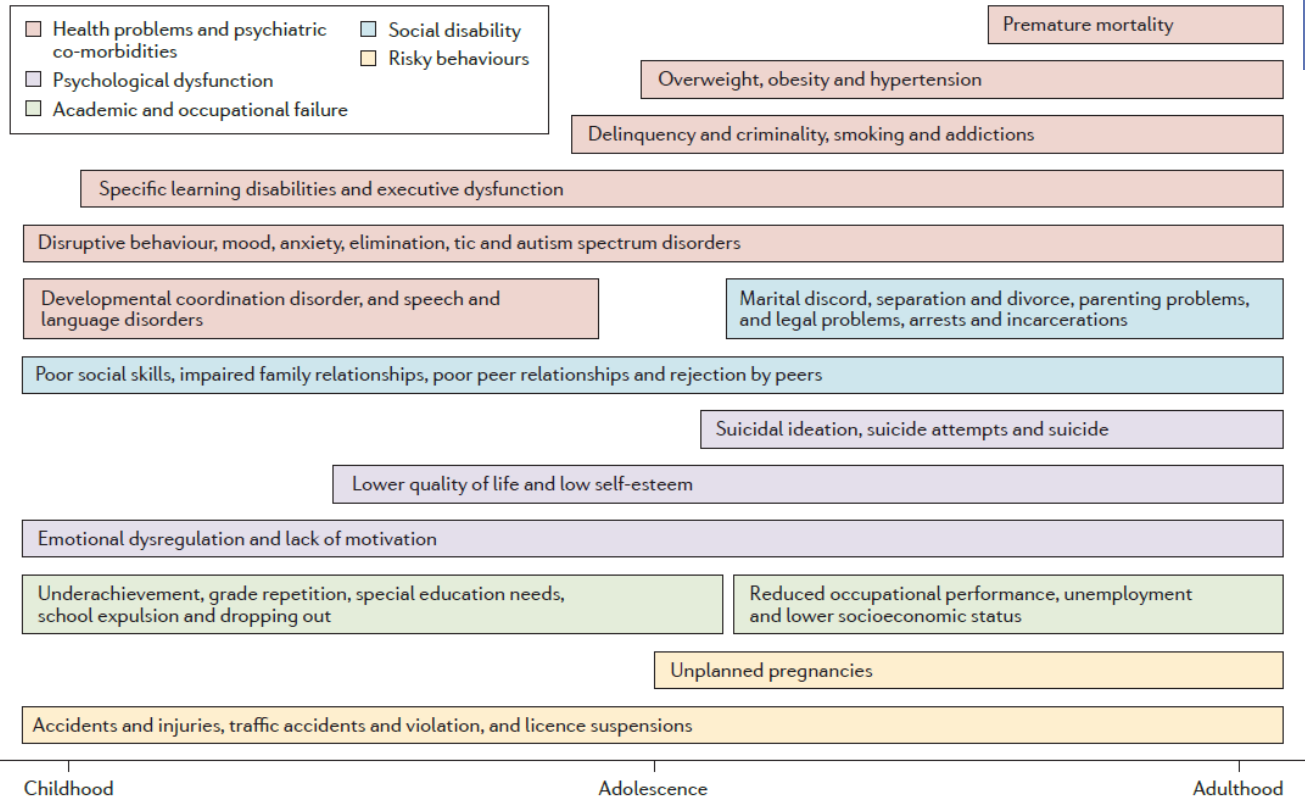 Health problems and psychiatric
co-morbidities
Psychological dysfunction
Academic and occupational failure
Social disability
Risky behaviours
Premature mortality
Overweight, obesity and hypertension
Delinquency and criminality, smoking and addictions
Specific learning disabilities and executive dysfunction
Disruptive behaviour, mood, anxiety, elimination, tic and autism spectrum disorders
Developmental coordination disorder, and speech and
language disorders
Marital discord, separation and divorce, parenting problems,
and legal problems, arrests and incarcerations
Poor social skills, impaired family relationships, poor peer relationships and rejection by peers
Suicidal ideation, suicide attempts and suicide
Lower quality of life and low self-esteem
Emotional dysregulation and lack of motivation
Underachievement, grade repetition, special education needs,
school expulsion and dropping out
Reduced occupational performance, unemployment
and lower socioeconomic status
Unplanned pregnancies
Accidents and injuries, traffic accidents and violation, and licence suspensions
Childhood
Adolescence
Adulthood